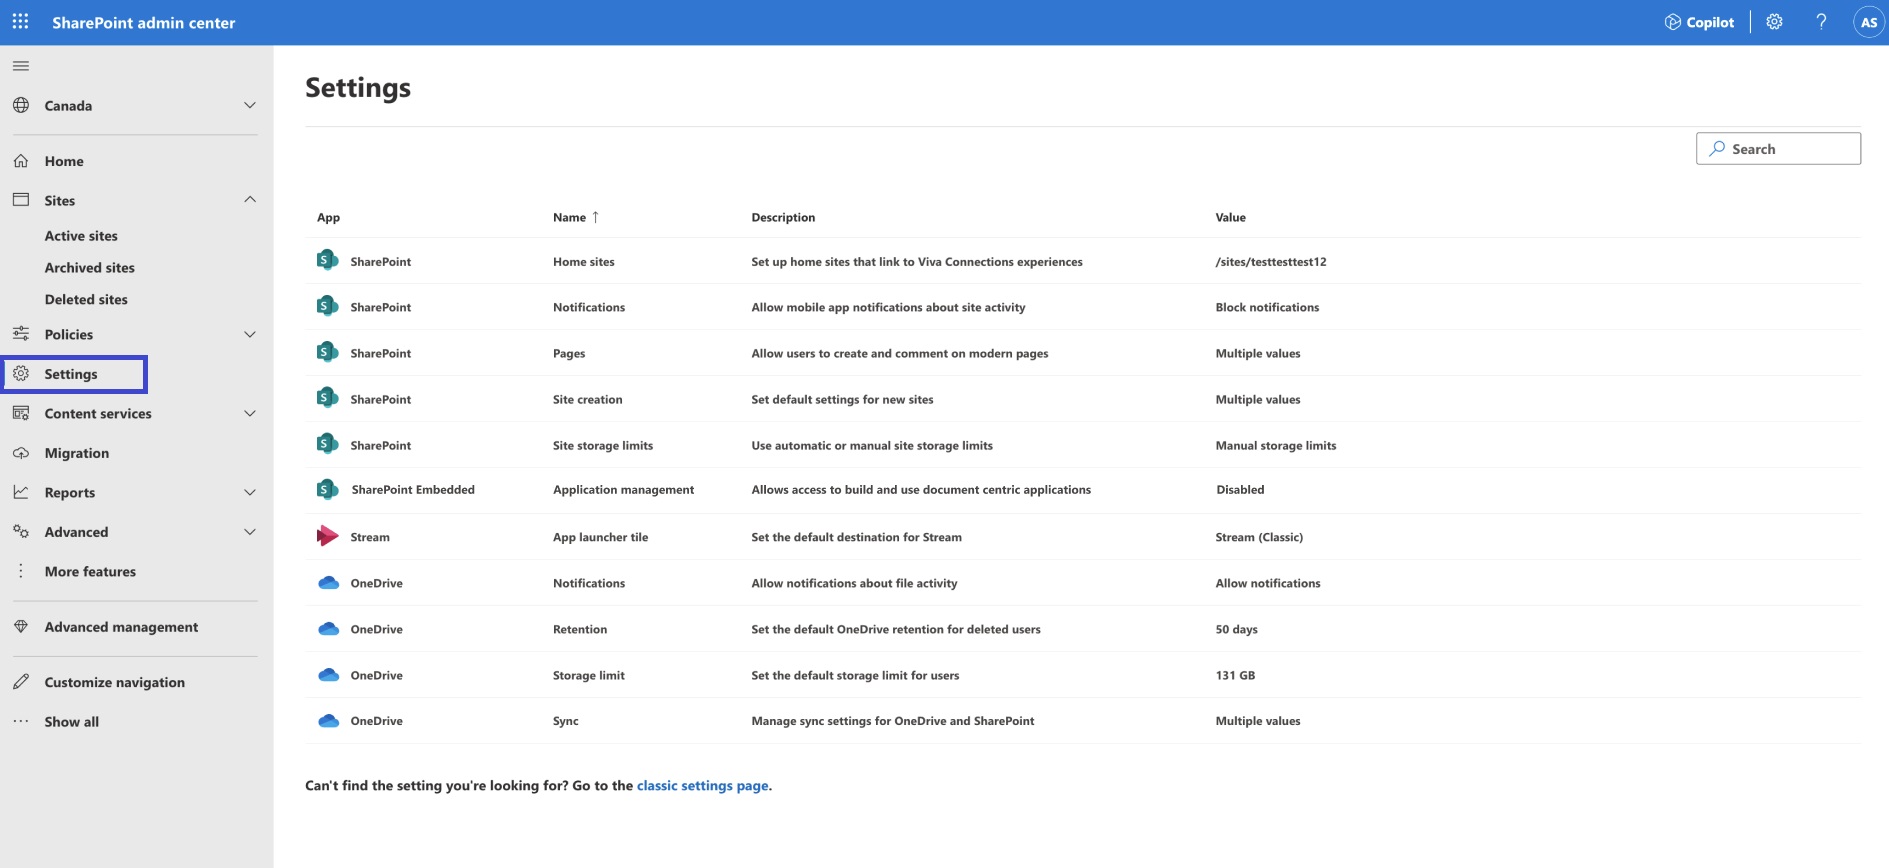 SharePoint admin center
Copilot
?
AS
Canada
Home
Sites
Active sites
Archived sites
Deleted sites
Policies
Settings
Content services
Migration
Reports
Advanced
More features
Advanced management
Customize navigation
Show all
Settings
Search
App Name ↑ Description Value
S SharePoint Home sites Set up home sites that link to Viva Connections experiences /sites/testtesttest12
S SharePoint Notifications Allow mobile app notifications about site activity Block notifications
S SharePoint Pages Allow users to create and comment on modern pages Multiple values
S SharePoint Site creation Set default settings for new sites Multiple values
S SharePoint Site storage limits Use automatic or manual site storage limits Manual storage limits
S SharePoint Embedded Application management Allows access to build and use document centric applications Disabled
Stream App launcher tile Set the default destination for Stream Stream (Classic)
OneDrive Notifications Allow notifications about file activity Allow notifications
OneDrive Retention Set the default OneDrive retention for deleted users 50 days
OneDrive Storage limit Set the default storage limit for users 131 GB
OneDrive Sync Manage sync settings for OneDrive and SharePoint Multiple values
Can't find the setting you're looking for? Go to the classic settings page.